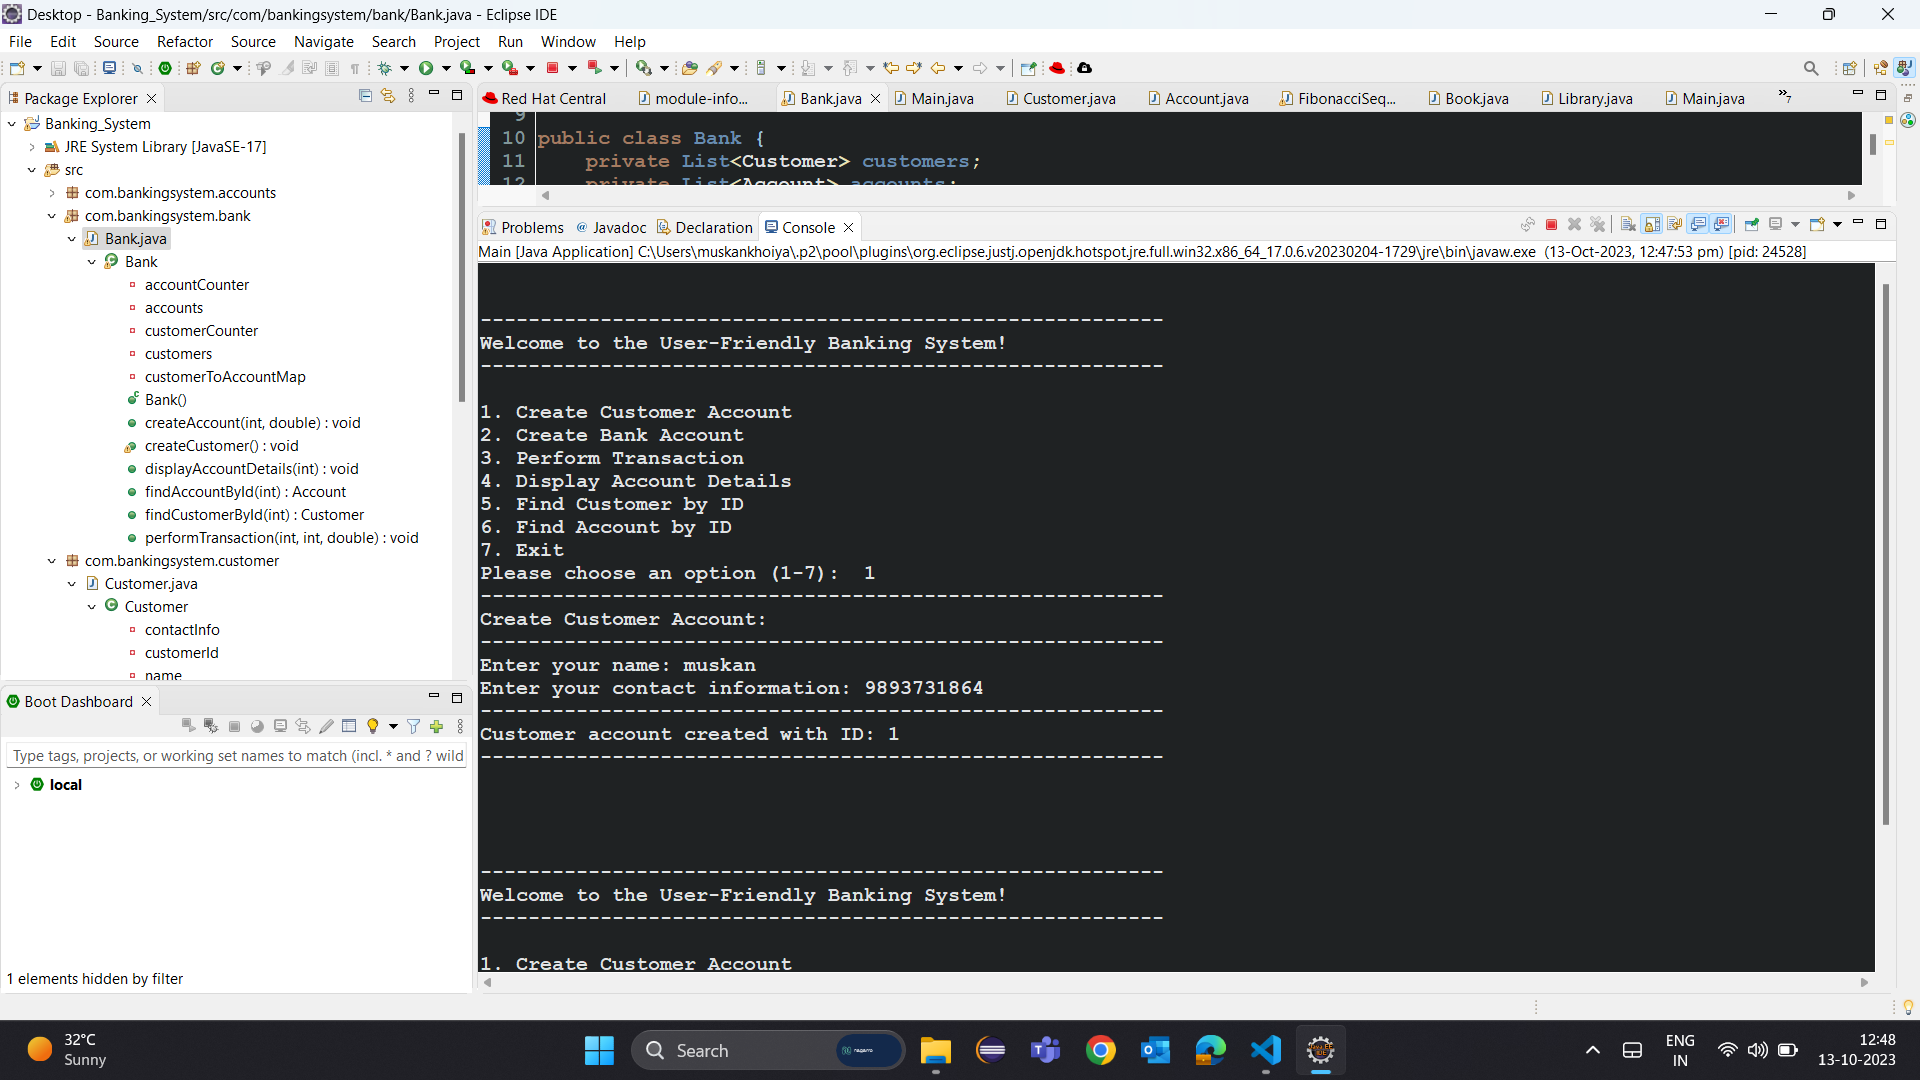 Desktop - Banking_System/src/com/bankingsystem/bank/Bank.java - Eclipse IDE
File Edit Source Refactor Source Navigate Search Project Run Window Help
Package Explorer
Banking_System
JRE System Library [JavaSE-17]
src
com.bankingsystem.accounts
com.bankingsystem.bank
Bank.java
Bank
accountCounter
accounts
customerCounter
customers
customerToAccountMap
Bank()
createAccount(int, double) : void
createCustomer() : void
displayAccountDetails(int) : void
findAccountById(int) : Account
findCustomerById(int) : Customer
performTransaction(int, int, double) : void
com.bankingsystem.customer
Customer.java
Customer
contactInfo
customerId
name
Boot Dashboard
Type tags, projects, or working set names to match (incl. * and ? wild
local
1 elements hidden by filter
Red Hat Central module-info... Bank.java Main.java Customer.java Account.java FibonacciSeq... Book.java Library.java Main.java »7
9
10 public class Bank {
11 private List<Customer> customers;
12 private List<Account> accounts;
Problems @ Javadoc Declaration Console
Main [Java Application] C:\Users\muskankhoiya\.p2\pool\plugins\org.eclipse.justj.openjdk.hotspot.jre.full.win32.x86_64_17.0.6.v20230204-1729\jre\bin\javaw.exe (13-Oct-2023, 12:47:53 pm) [pid: 24528]
---------------------------------------------------------
Welcome to the User-Friendly Banking System!
---------------------------------------------------------
1. Create Customer Account
2. Create Bank Account
3. Perform Transaction
4. Display Account Details
5. Find Customer by ID
6. Find Account by ID
7. Exit
Please choose an option (1-7):  1
---------------------------------------------------------
Create Customer Account:
---------------------------------------------------------
Enter your name: muskan
Enter your contact information: 9893731864
---------------------------------------------------------
Customer account created with ID: 1
---------------------------------------------------------
---------------------------------------------------------
Welcome to the User-Friendly Banking System!
---------------------------------------------------------
1. Create Customer Account
32°C
Sunny
Search
nagarro
ENG
IN
12:48
13-10-2023